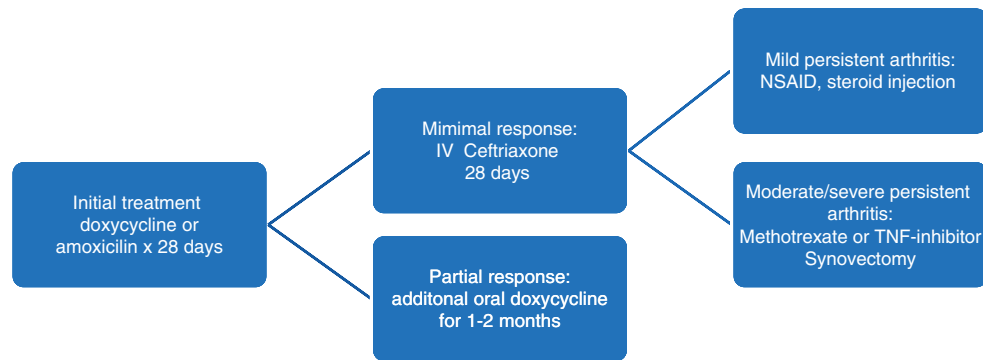 Initial treatment
doxycycline or
amoxicilin x 28 days
Mimimal response:
IV Ceftriaxone
28 days
Partial response:
additonal oral doxycycline
for 1-2 months
Mild persistent arthritis:
NSAID, steroid injection
Moderate/severe persistent
arthritis:
Methotrexate or TNF-inhibitor
Synovectomy